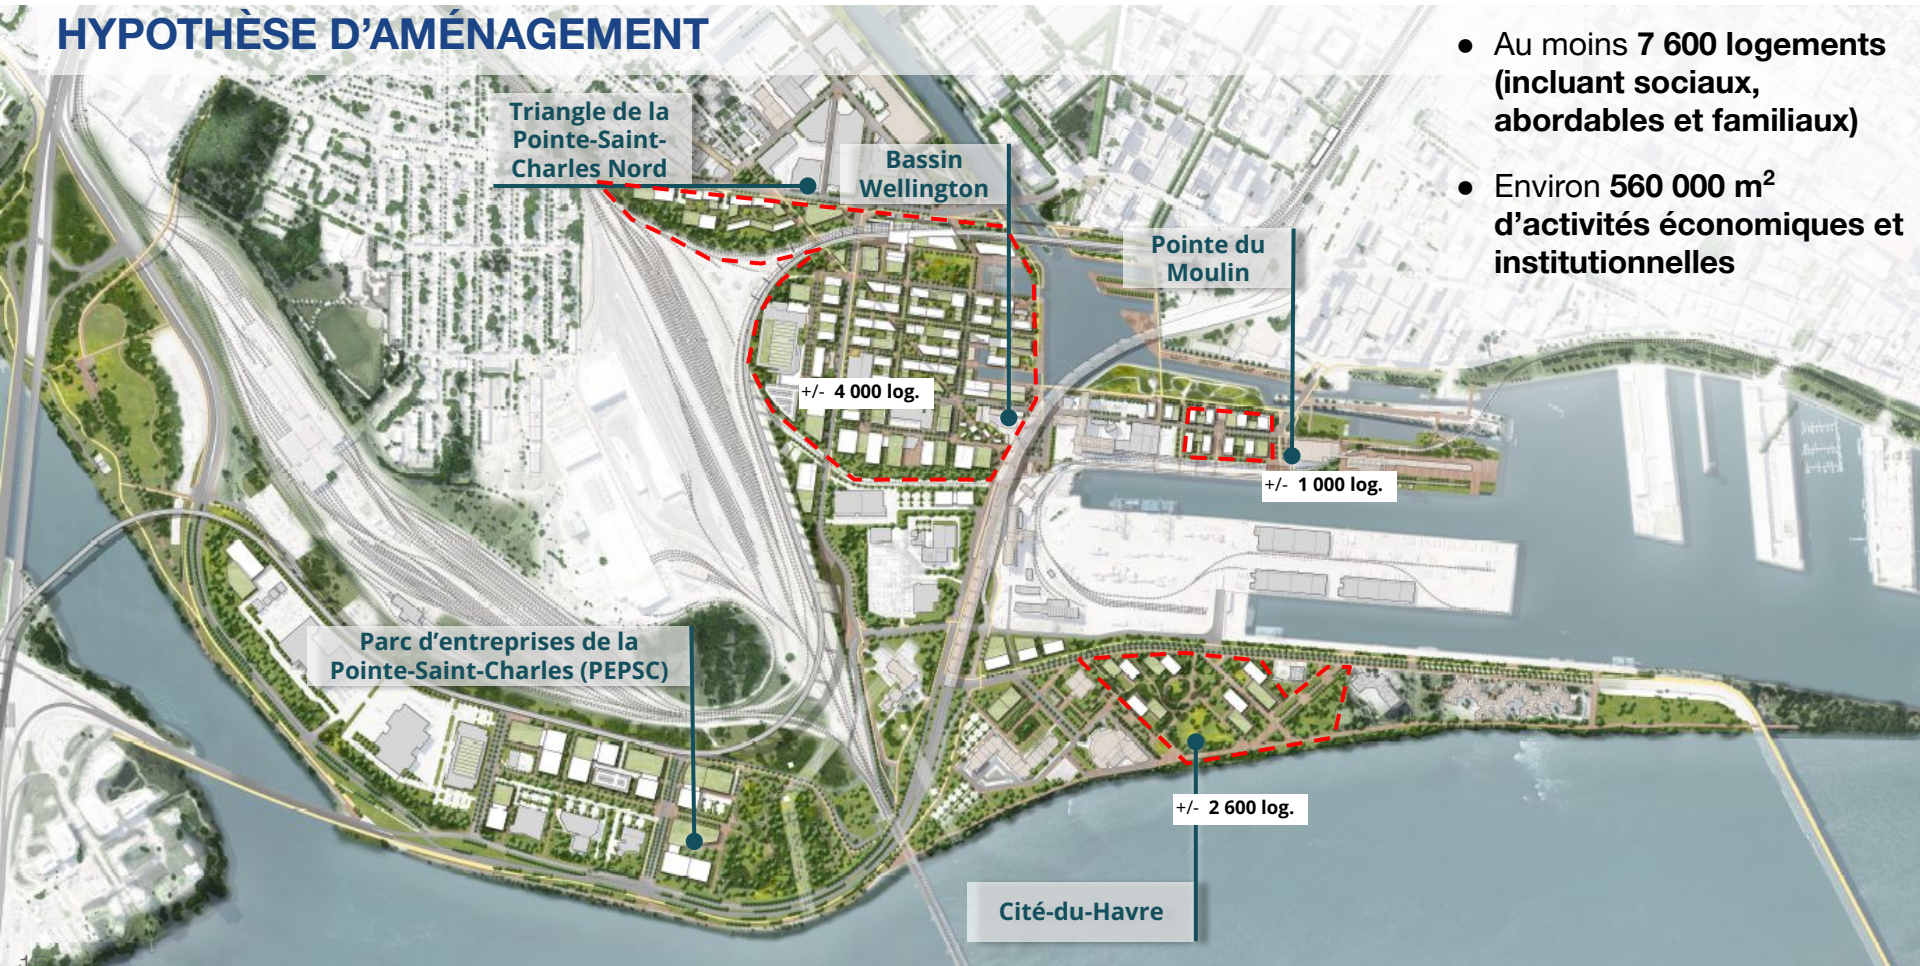 HYPOTHÈSE D'AMÉNAGEMENT
● Au moins 7 600 logements
(incluant sociaux,
abordables et familiaux)
● Environ 560 000 m²
d'activités économiques et
institutionnelles
Triangle de la
Pointe-Saint-
Charles Nord
Bassin
Wellington
Pointe du
Moulin
+/- 4 000 log.
+/- 1 000 log.
Parc d'entreprises de la
Pointe-Saint-Charles (PEPSC)
+/- 2 600 log.
Cité-du-Havre